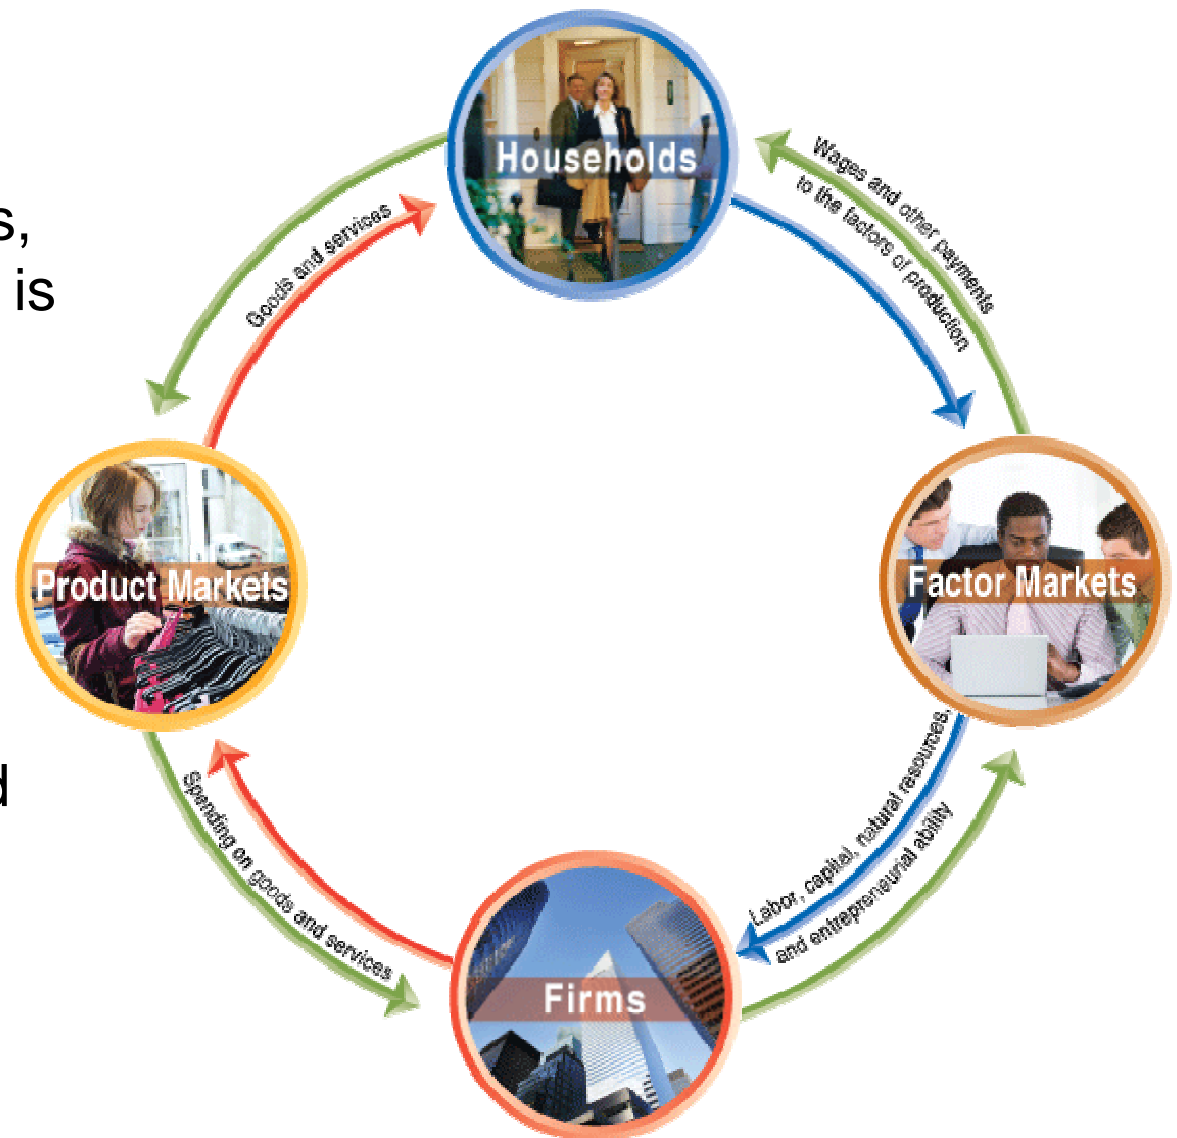 Households
Wages and other payments
to the factors of production
Goods and services
s,
is
Product Markets
Factor Markets
d
Spending on goods and services
Labor, capital, natural resources,
and entrepreneurial ability
Firms